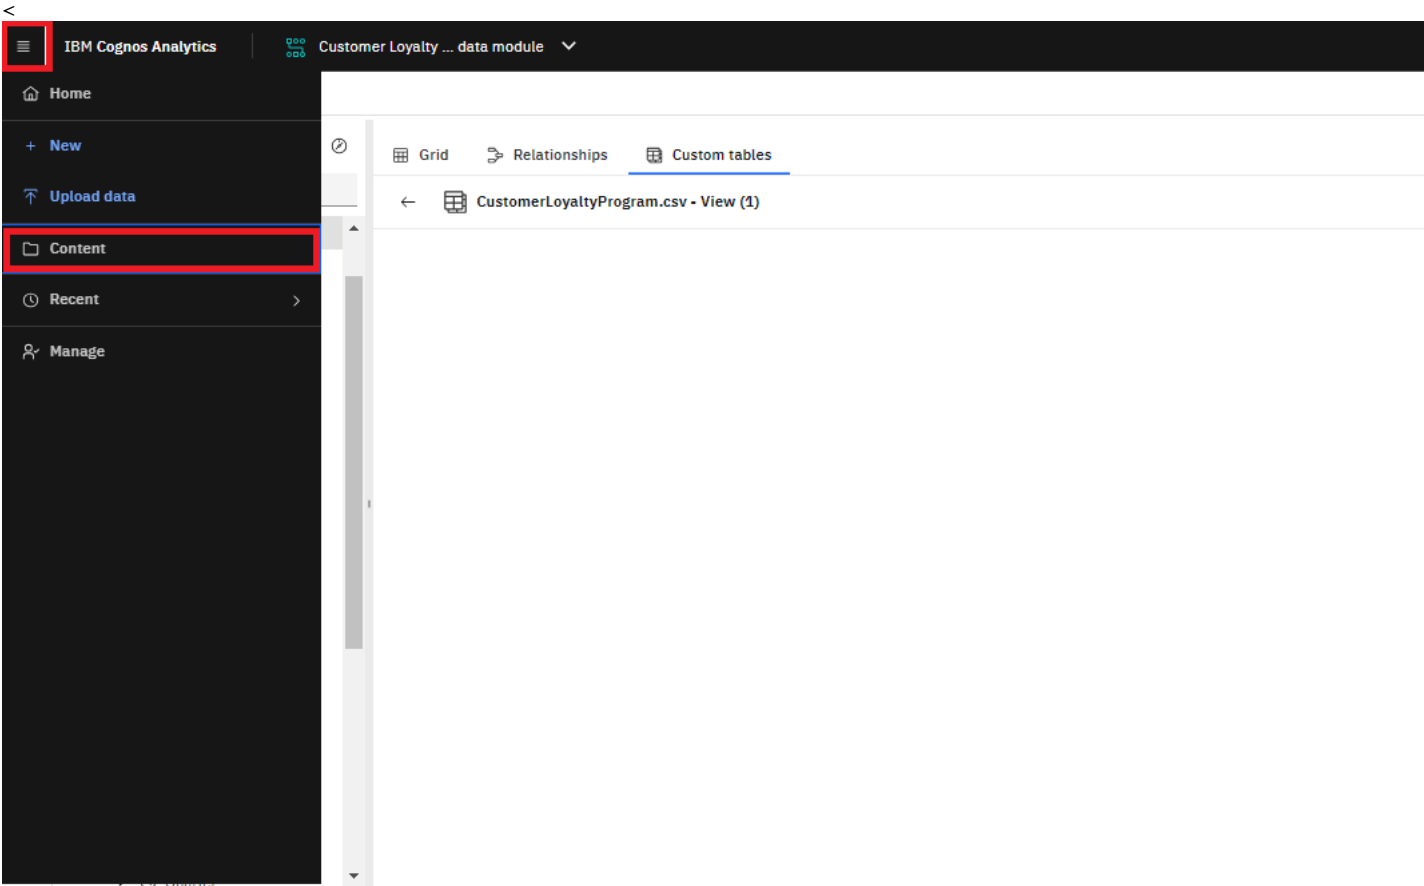 <
IBM Cognos Analytics
Customer Loyalty ... data module
Home
+ New
Upload data
Content
Recent
Manage
Grid
Relationships
Custom tables
CustomerLoyaltyProgram.csv - View (1)